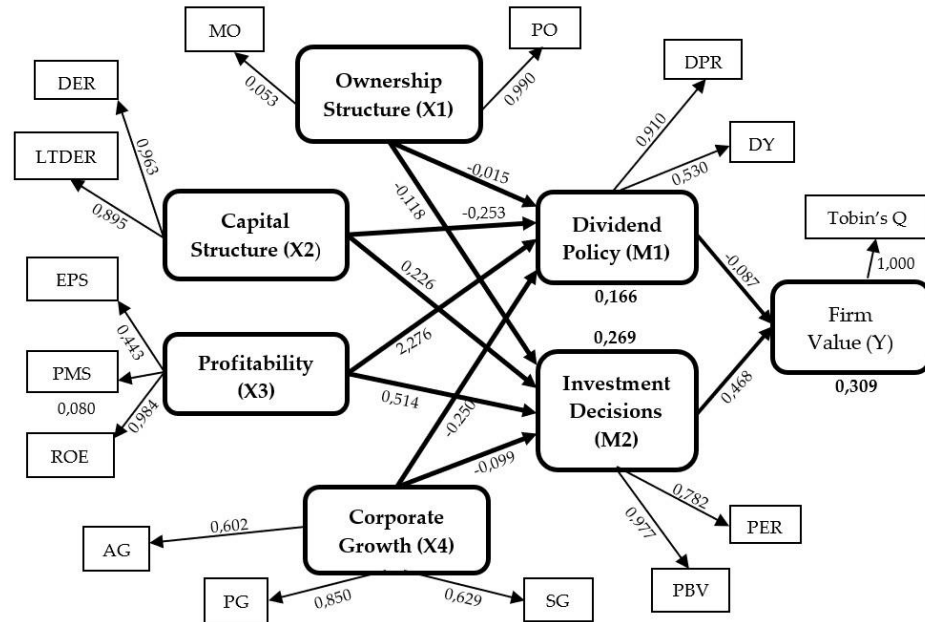 MO
PO
DER
LTDER
0,053
0,990
Ownership
Structure (X1)
DPR
DY
0,910
0,530
0,963
0,895
-0,015
-0,118
Capital
Structure (X2)
-0,253
0,226
Dividend
Policy (M1)
0,166
Tobin's Q
1,000
-0,087
EPS
PMS
0,080
ROE
0,443
0,984
Profitability
(X3)
2,276
0,514
0,269
Investment
Decisions
(M2)
0,468
Firm
Value (Y)
0,309
-0,250
-0,099
Corporate
Growth (X4)
0,602
AG
PG
0,850
0,629
SG
0,782
0,977
PER
PBV